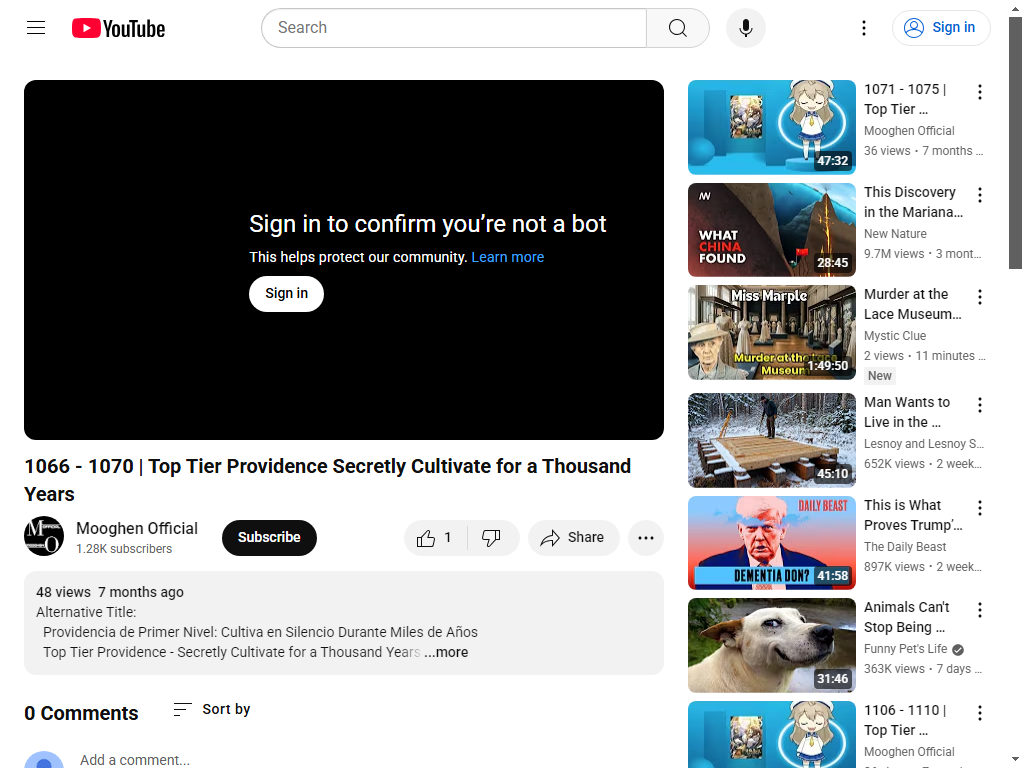 YouTube
Search
Sign in
Sign in to confirm you’re not a bot
This helps protect our community. Learn more
Sign in
1066 - 1070 | Top Tier Providence Secretly Cultivate for a Thousand
Years
Mooghen Official
1.28K subscribers
Subscribe
1
Share
48 views 7 months ago
Alternative Title:
Providencia de Primer Nivel: Cultiva en Silencio Durante Miles de Años
Top Tier Providence - Secretly Cultivate for a Thousand Years ...more
0 Comments
Sort by
Add a comment...
47:32
1071 - 1075 |
Top Tier ...
Mooghen Official
36 views • 7 months ...
WHAT
CHINA
FOUND
28:45
This Discovery
in the Mariana...
New Nature
9.7M views • 3 mont...
Miss Marple
Murder at the Lace
Museum
1:49:50
Murder at the
Lace Museum...
Mystic Clue
2 views • 11 minutes ...
New
45:10
Man Wants to
Live in the ...
Lesnoy and Lesnoy S...
652K views • 2 week...
DAILY BEAST
DEMENTIA DON?
41:58
This is What
Proves Trump'...
The Daily Beast
897K views • 2 week...
31:46
Animals Can't
Stop Being ...
Funny Pet's Life
363K views • 7 days ...
1106 - 1110 |
Top Tier ...
Mooghen Official